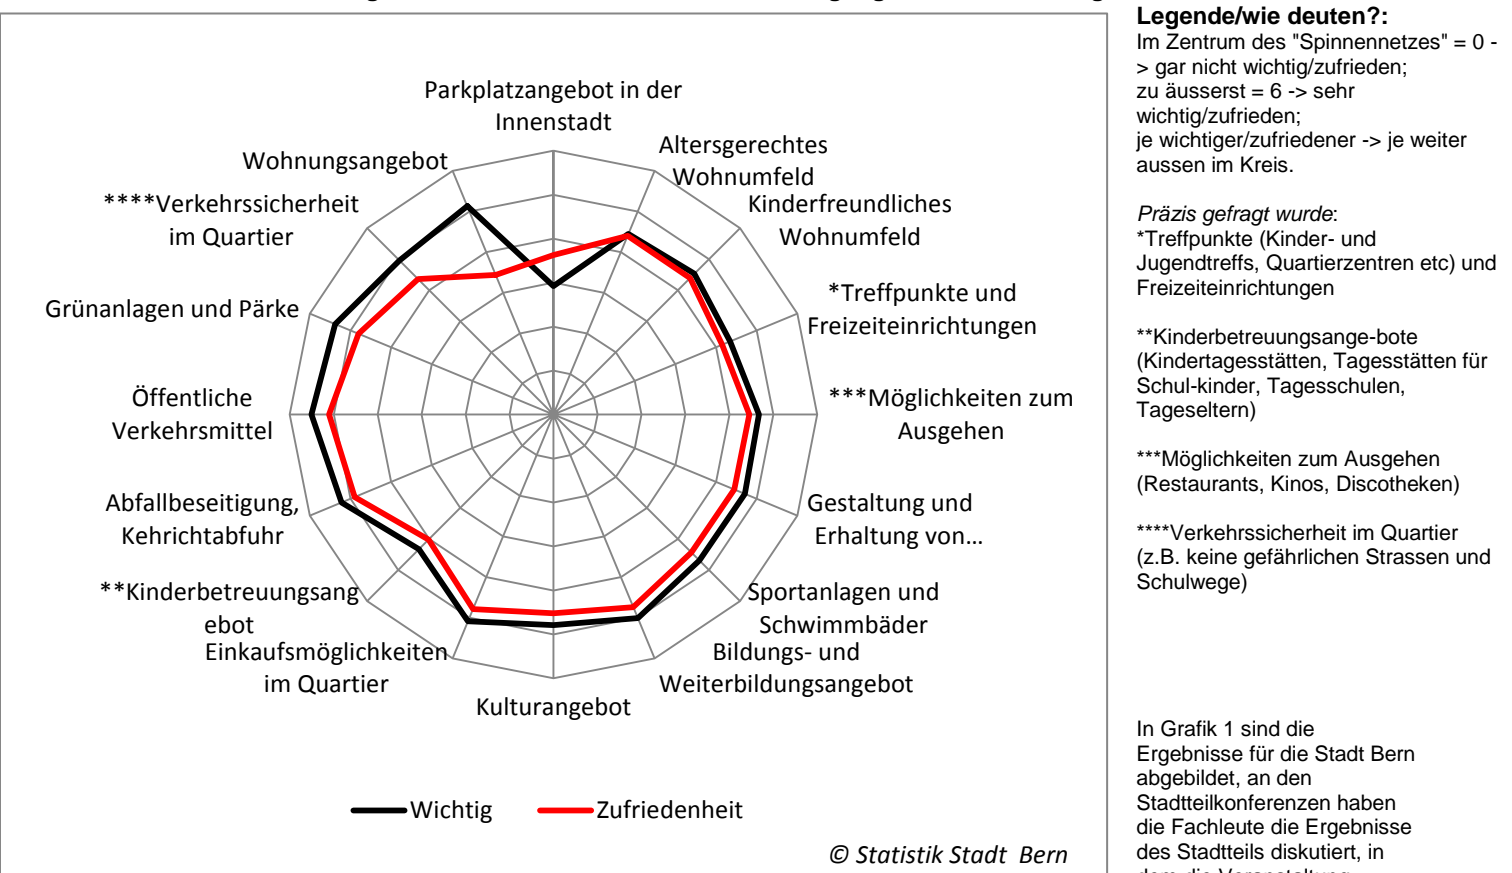 Parkplatzangebot in der
Innenstadt
Altersgerechtes
Wohnumfeld
Kinderfreundliches
Wohnumfeld
*Treffpunkte und
Freizeiteinrichtungen
***Möglichkeiten zum
Ausgehen
Gestaltung und
Erhaltung von...
Sportanlagen und
Schwimmbäder
Bildungs- und
Weiterbildungsangebot
Kulturangebot
Einkaufsmöglichkeiten
im Quartier
**Kinderbetreuungsang
ebot
Abfallbeseitigung,
Kehrichtabfuhr
Öffentliche
Verkehrsmittel
Grünanlagen und Pärke
****Verkehrssicherheit
im Quartier
Wohnungsangebot
Wichtig
Zufriedenheit
© Statistik Stadt Bern
Legende/wie deuten?:
Im Zentrum des "Spinnennetzes" = 0 -
> gar nicht wichtig/zufrieden;
zu äusserst = 6 -> sehr
wichtig/zufrieden;
je wichtiger/zufriedener -> je weiter
aussen im Kreis.
Präzis gefragt wurde:
*Treffpunkte (Kinder- und
Jugendtreffs, Quartierzentren etc) und
Freizeiteinrichtungen
**Kinderbetreuungsange-bote
(Kindertagesstätten, Tagesstätten für
Schul-kinder, Tagesschulen,
Tageseltern)
***Möglichkeiten zum Ausgehen
(Restaurants, Kinos, Discotheken)
****Verkehrssicherheit im Quartier
(z.B. keine gefährlichen Strassen und
Schulwege)
In Grafik 1 sind die
Ergebnisse für die Stadt Bern
abgebildet, an den
Stadtteilkonferenzen haben
die Fachleute die Ergebnisse
des Stadtteils diskutiert, in
dem die Veranstaltung